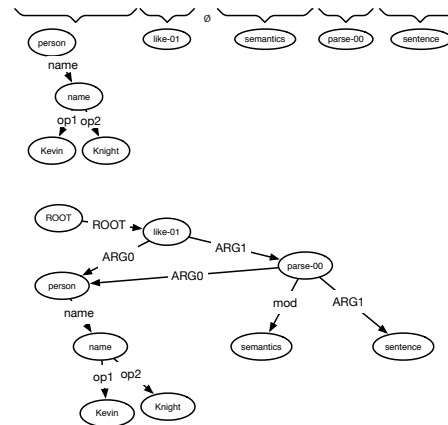 ∅
person like-01 semantics parse-00 sentence
name
name
op1 op2
Kevin Knight
ROOT ROOT like-01
ARG0 ARG1
person ARG0 parse-00
name mod ARG1
name semantics sentence
op1 op2
Kevin Knight